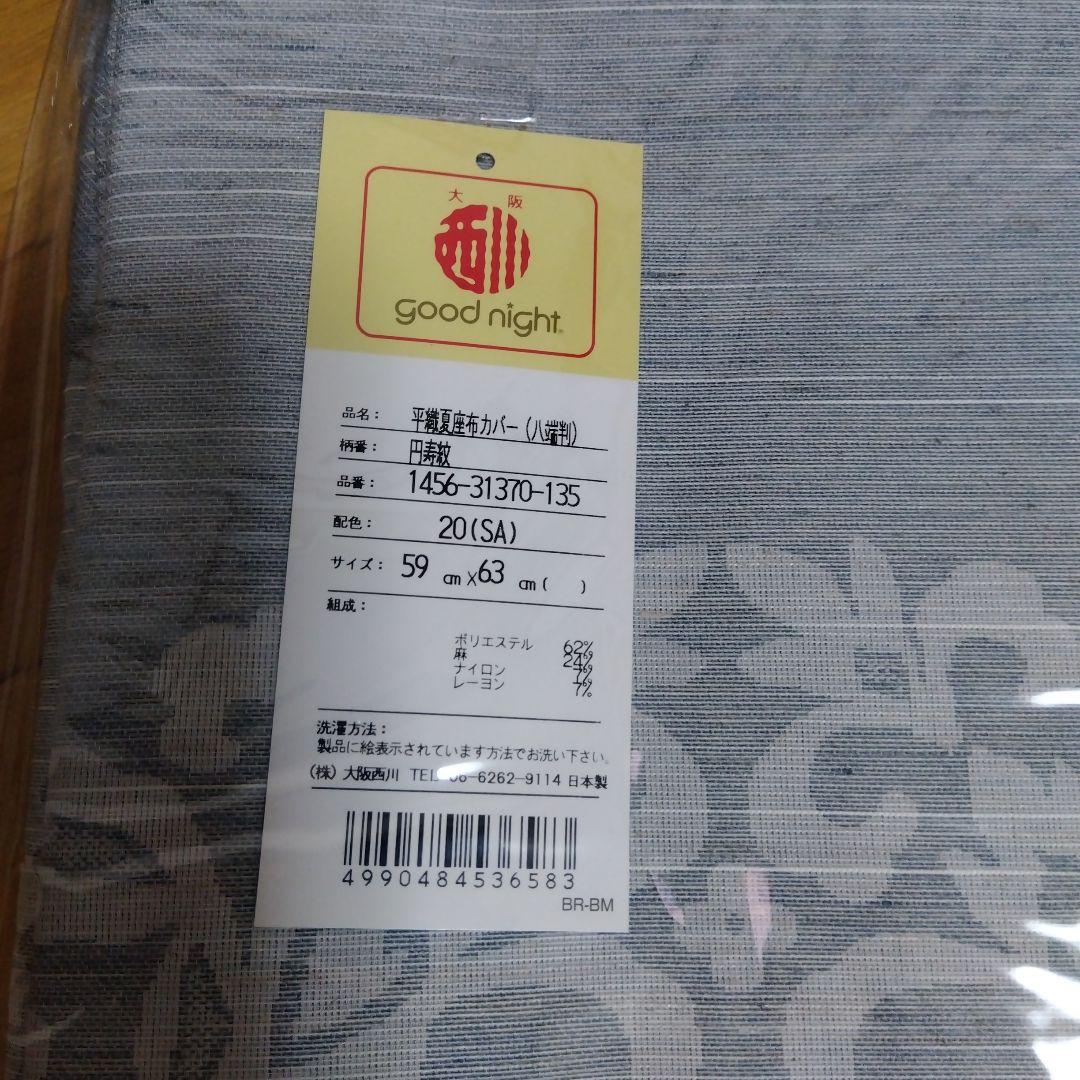 大阪
西川
good night
品名： 平織夏座布カバー（八端判）
柄番： 円寿紋
品番： 1456-31370-135
配色： 20(SA)
サイズ： 59 cm×63 cm( )
組成：
ポリエステル 62%
麻 24%
ナイロン 7%
レーヨン 7%
洗濯方法：
製品に絵表示されています方法でお洗い下さい。
（株）大阪西川 TEL 06-6262-9114 日本製
4990484536583
BR-BM